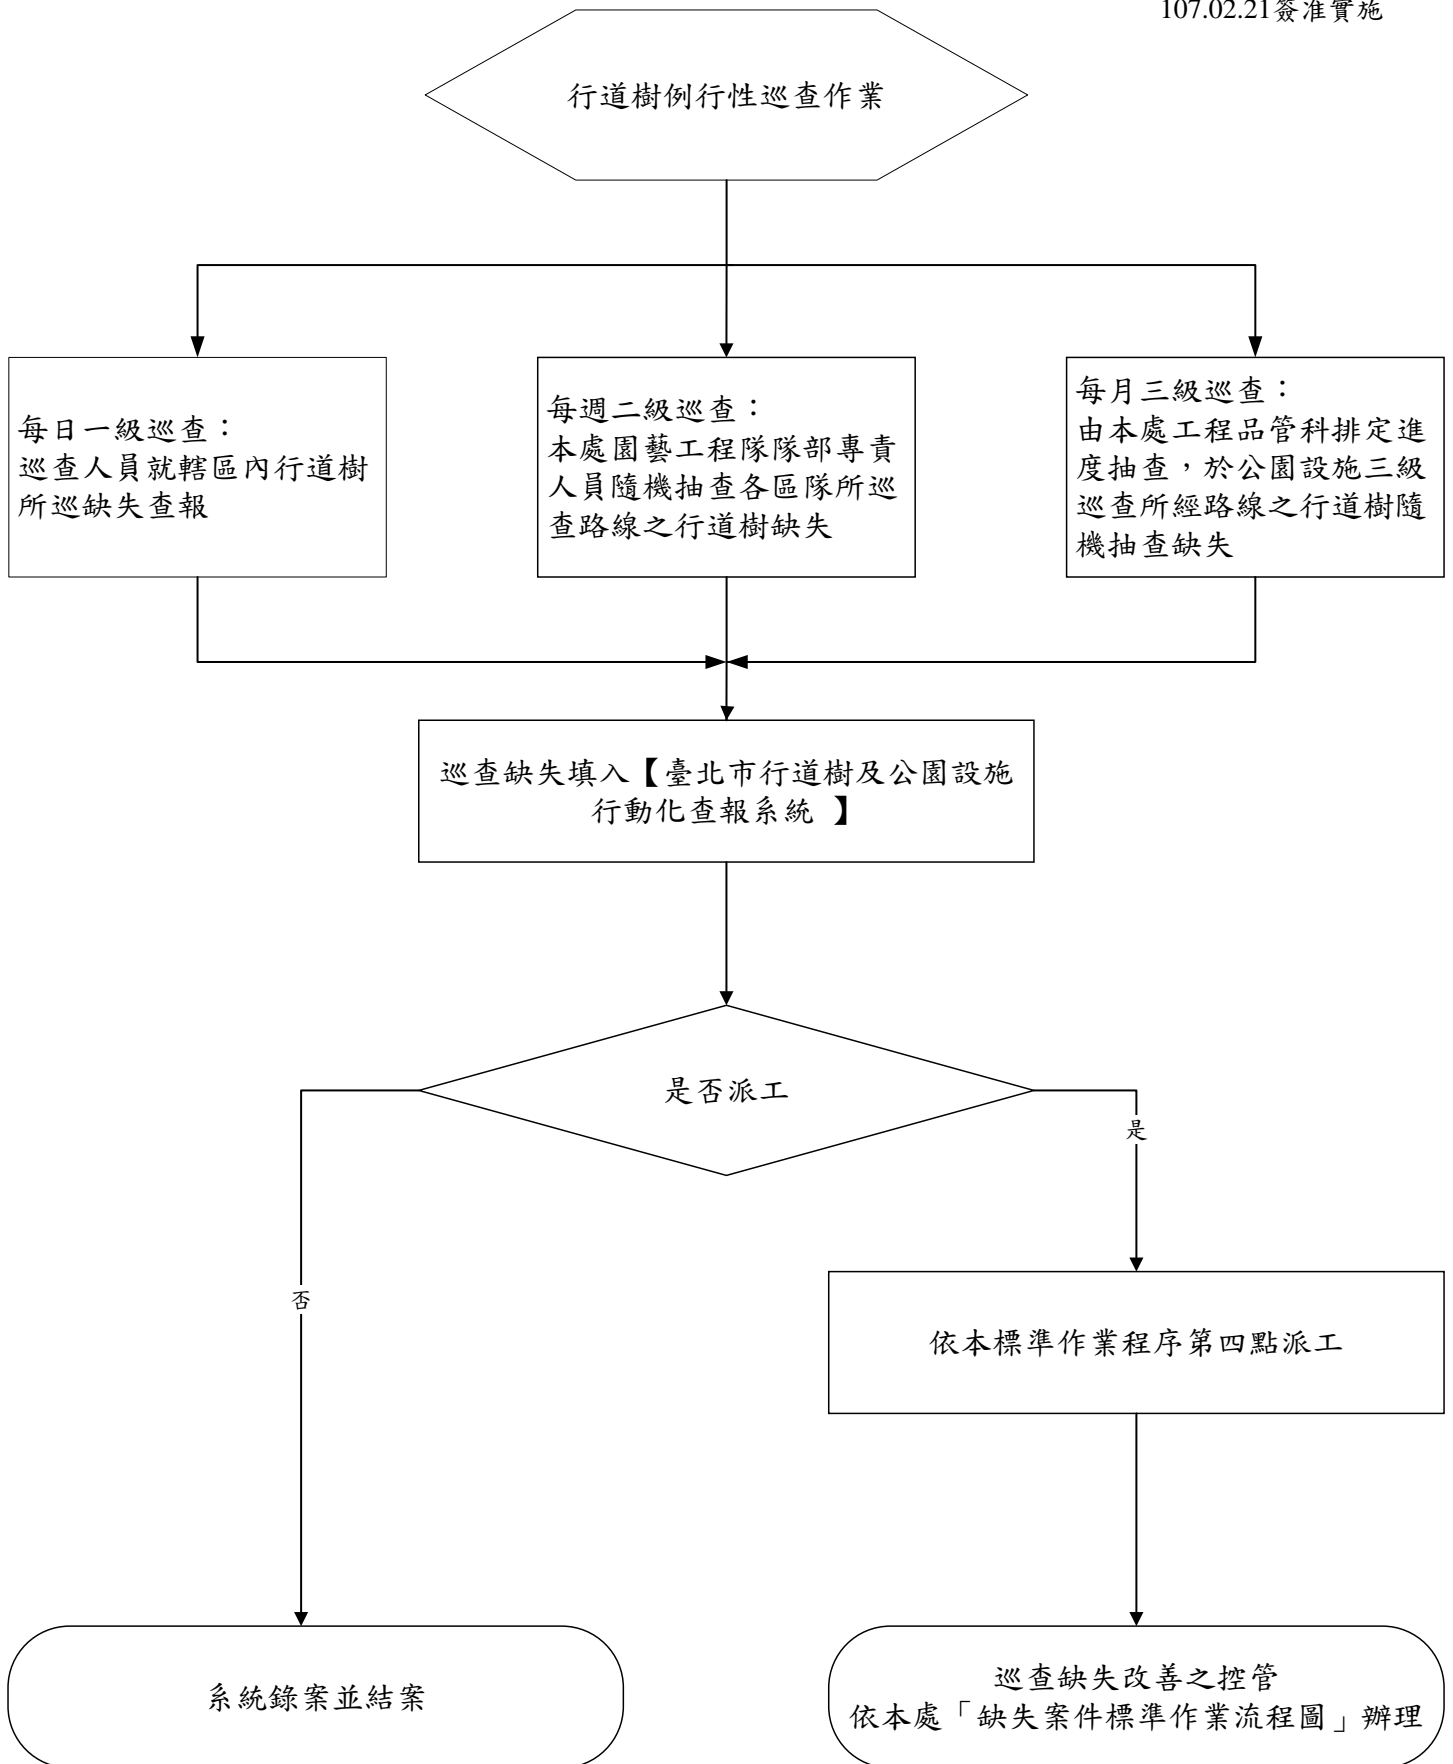 107.02.21簽准實施
行道樹例行性巡查作業
每日一級巡查：
巡查人員就轄區內行道樹
所巡缺失查報
每週二級巡查：
本處園藝工程隊隊部專責
人員隨機抽查各區隊所巡
查路線之行道樹缺失
每月三級巡查：
由本處工程品管科排定進
度抽查，於公園設施三級
巡查所經路線之行道樹隨
機抽查缺失
巡查缺失填入【臺北市行道樹及公園設施
行動化查報系統 】
是否派工
是
否
依本標準作業程序第四點派工
系統錄案並結案
巡查缺失改善之控管
依本處「缺失案件標準作業流程圖」辦理